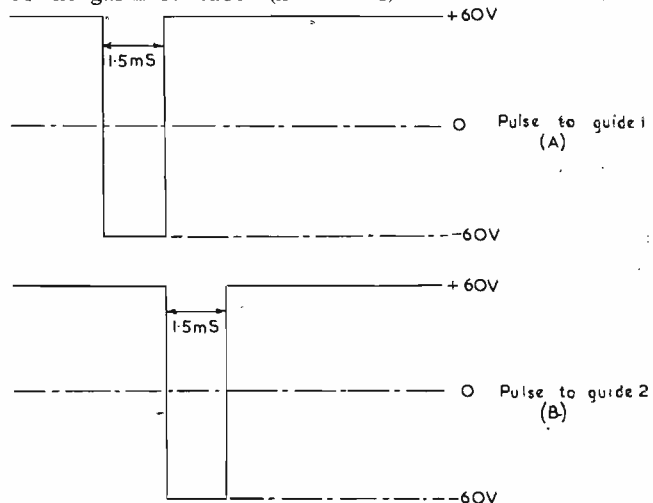 +60V
1·5mS
O Pulse to guide 1
(A)
-60V
+60V
1·5mS
O Pulse to guide 2
(B)
-60V